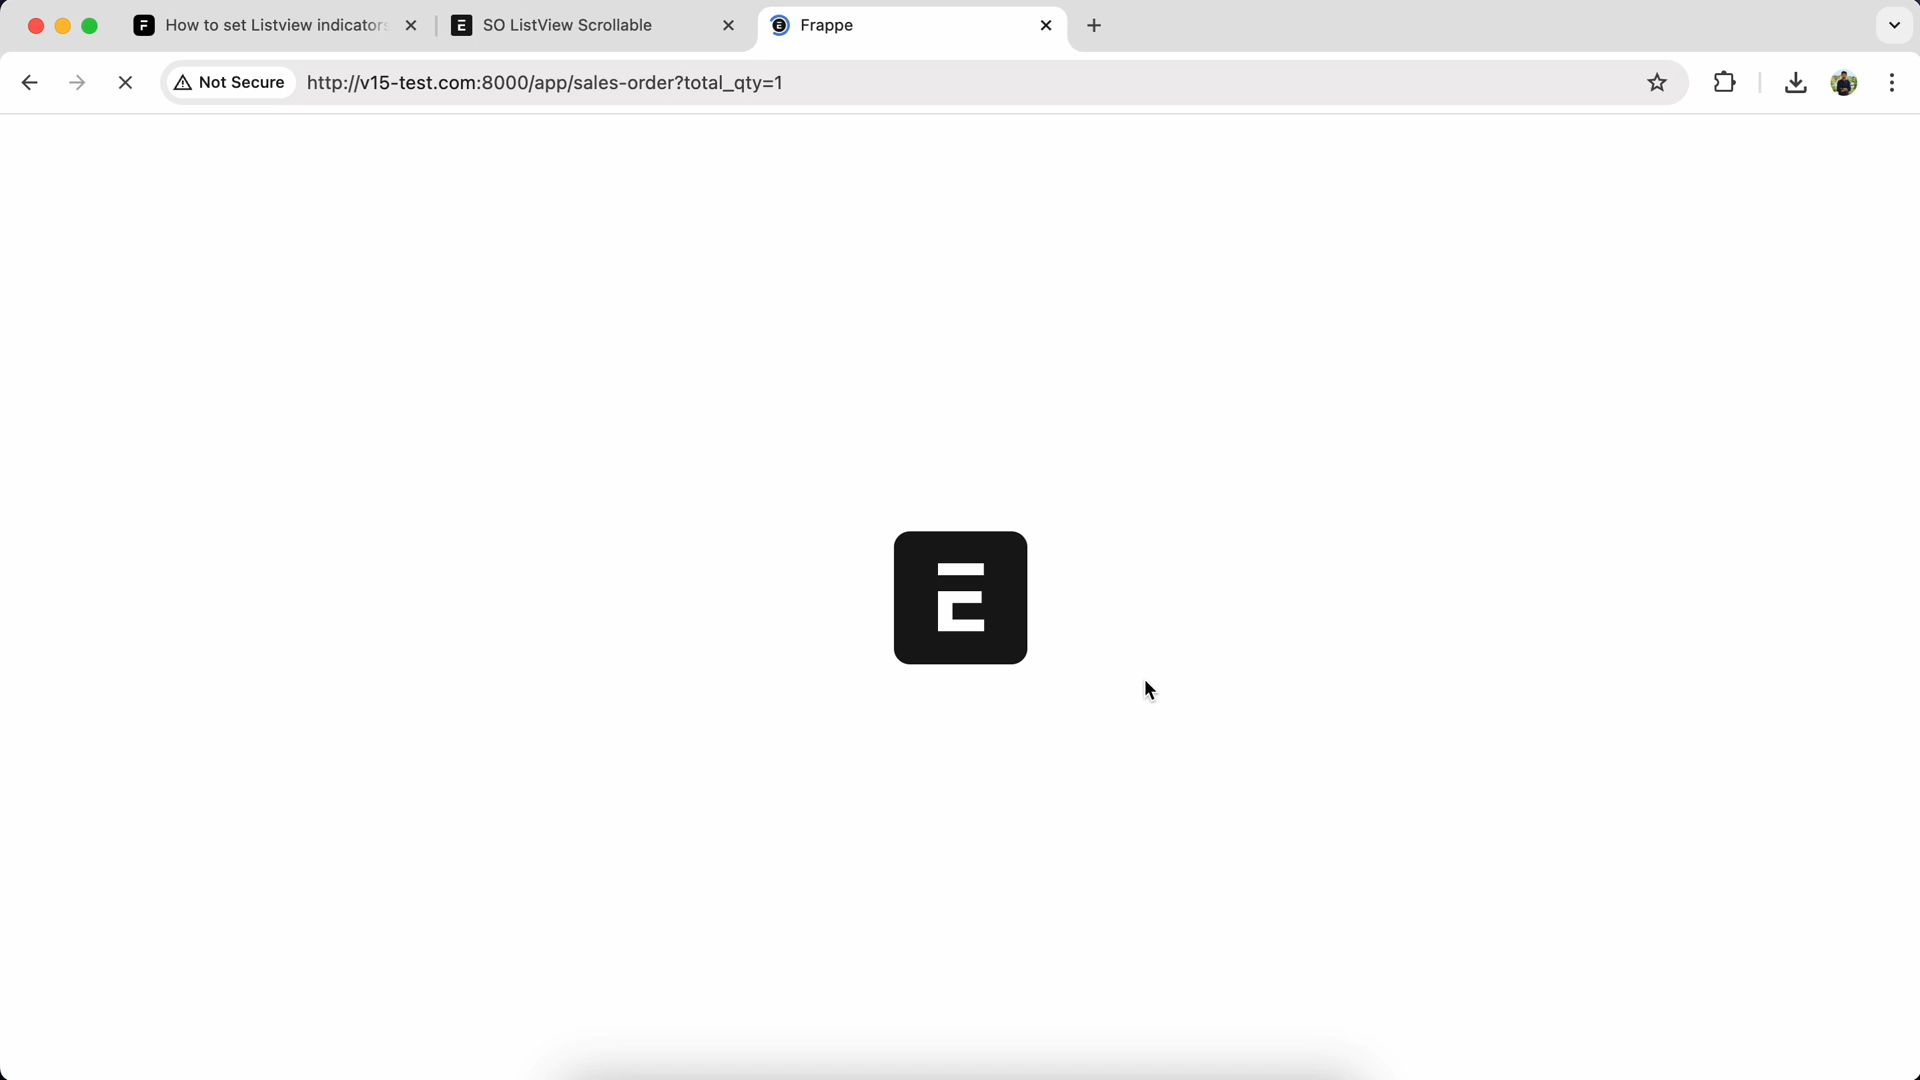 How to set Listview indicators
SO ListView Scrollable
Frappe
Not Secure
http://v15-test.com:8000/app/sales-order?total_qty=1